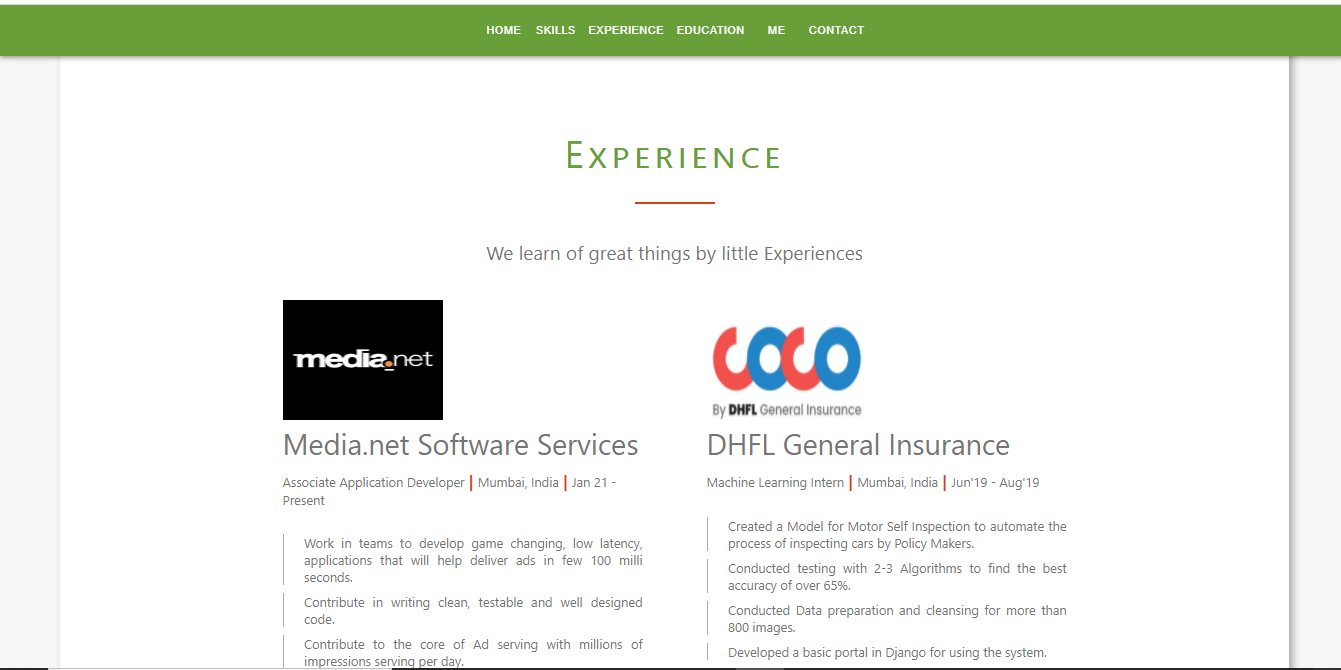 HOME SKILLS EXPERIENCE EDUCATION ME CONTACT
EXPERIENCE
We learn of great things by little Experiences
media.net
Media.net Software Services
Associate Application Developer | Mumbai, India | Jan 21 -
Present
Work in teams to develop game changing, low latency,
applications that will help deliver ads in few 100 milli
seconds.
Contribute in writing clean, testable and well designed
code.
Contribute to the core of Ad serving with millions of
impressions serving per day.
COCO
By DHFL General Insurance
DHFL General Insurance
Machine Learning Intern | Mumbai, India | Jun'19 - Aug'19
Created a Model for Motor Self Inspection to automate the
process of inspecting cars by Policy Makers.
Conducted testing with 2-3 Algorithms to find the best
accuracy of over 65%.
Conducted Data preparation and cleansing for more than
800 images.
Developed a basic portal in Django for using the system.